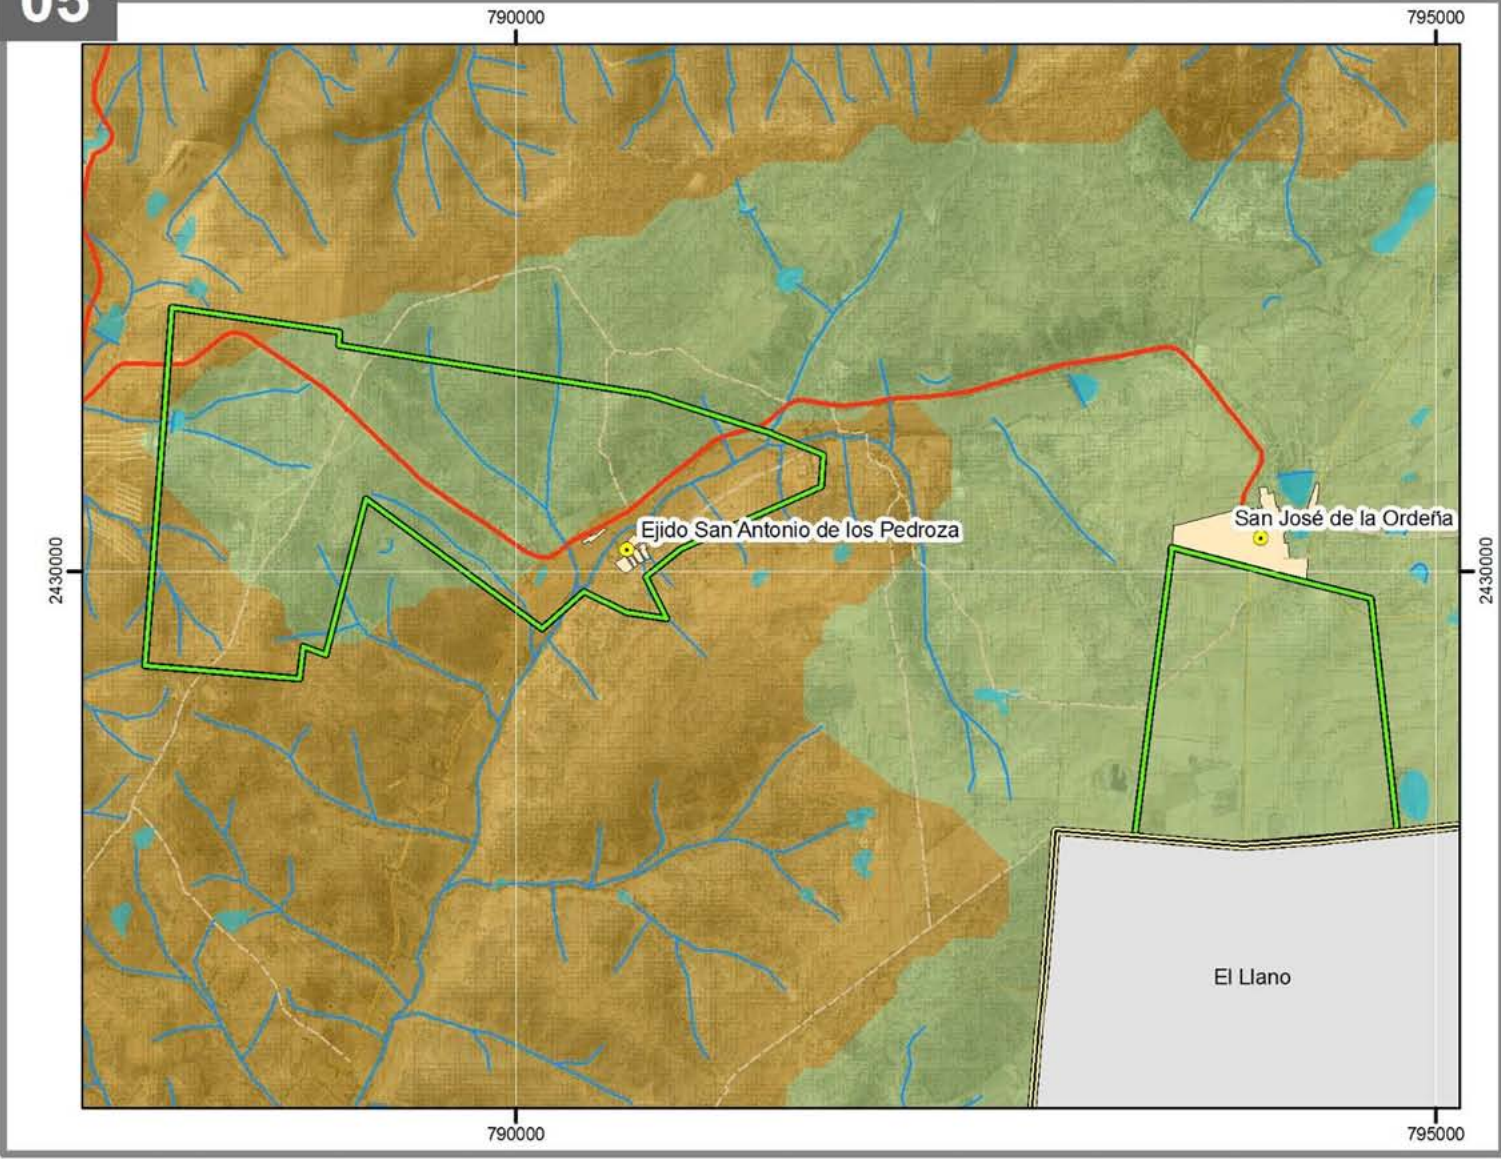 05
790000
795000
2430000
2430000
Ejido San Antonio de los Pedroza
San José de la Ordeña
El Llano
790000
795000